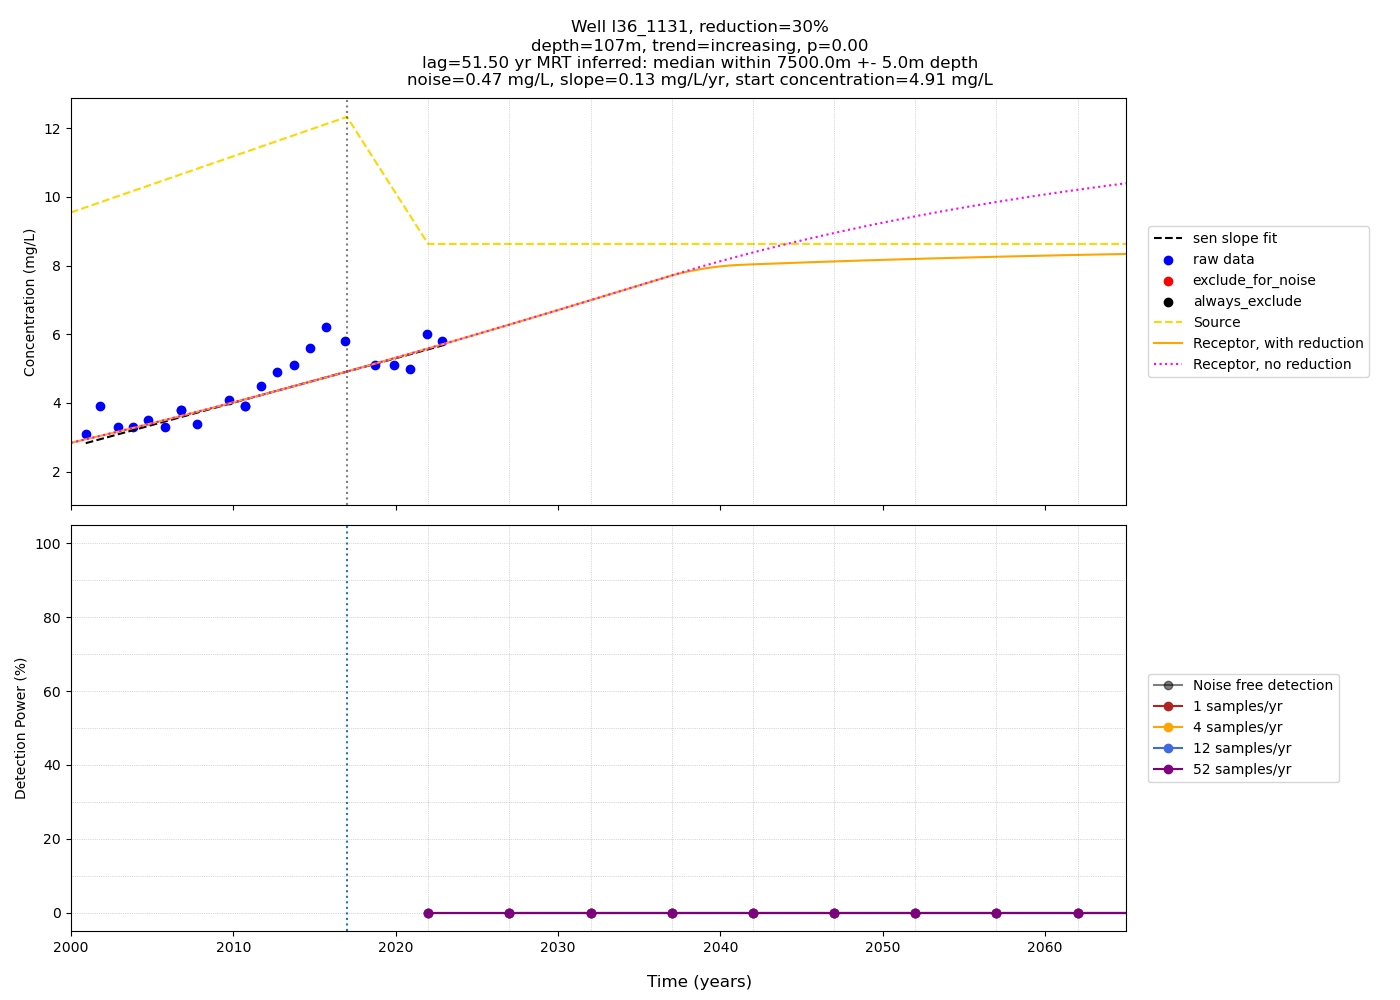 Well l36_1131, reduction=30%
depth=107m, trend=increasing, p=0.00
lag=51.50 yr MRT inferred: median within 7500.0m +- 5.0m depth
noise=0.47 mg/L, slope=0.13 mg/L/yr, start concentration=4.91 mg/L
12
10
8
6
4
2
Concentration (mg/L)
sen slope fit
raw data
exclude_for_noise
always_exclude
Source
Receptor, with reduction
Receptor, no reduction
100
80
60
40
20
0
Detection Power (%)
Noise free detection
1 samples/yr
4 samples/yr
12 samples/yr
52 samples/yr
2000
2010
2020
2030
2040
2050
2060
Time (years)